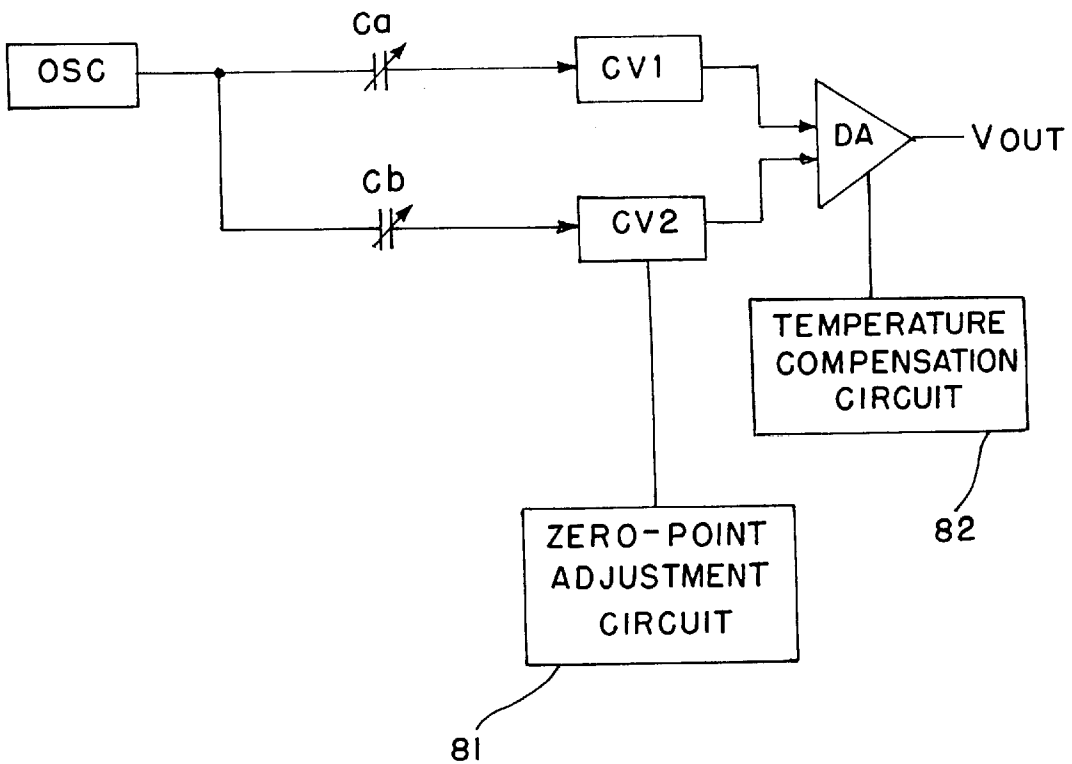 Ca
OSC
CV1
DA
VOUT
Cb
CV2
TEMPERATURE
COMPENSATION
CIRCUIT
82
ZERO-POINT
ADJUSTMENT
CIRCUIT
81